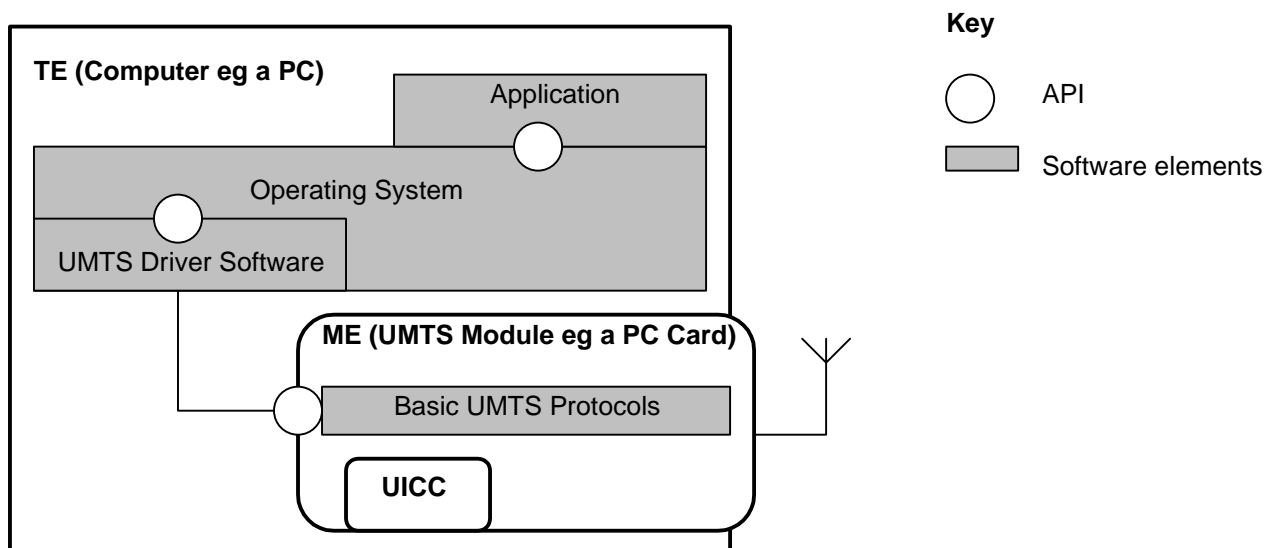 Key
TE (Computer eg a PC)
Application
API
Software elements
Operating System
UMTS Driver Software
ME (UMTS Module eg a PC Card)
Basic UMTS Protocols
UICC